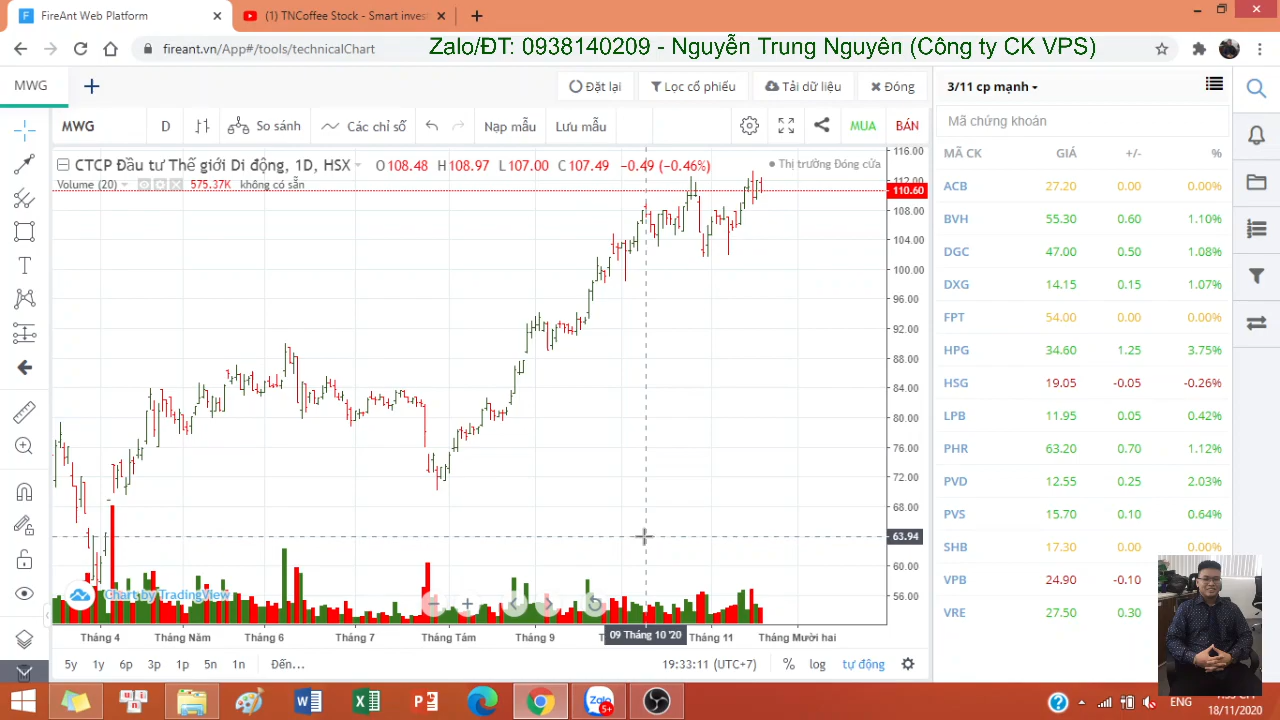 FireAnt Web Platform
(1) TNCoffee Stock - Smart inves
fireant.vn/App#/tools/technicalChart
Zalo/ĐT: 0938140209 - Nguyễn Trung Nguyên (Công ty CK VPS)
MWG
Đặt lại
Lọc cổ phiếu
Tải dữ liệu
Đóng
3/11 cp mạnh
MWG
D
So sánh
Các chỉ số
Nạp mẫu
Lưu mẫu
MUA
BÁN
Mã chứng khoán
CTCP Đầu tư Thế giới Di động, 1D, HSX
O108.48 H108.97 L107.00 C107.49 −0.49 (−0.46%)
Thị trường Đóng cửa
Volume (20)
575.37K
không có sẵn
116.00
112.00
110.60
108.00
104.00
100.00
96.00
92.00
88.00
84.00
80.00
76.00
72.00
68.00
63.94
60.00
56.00
MÃ CK GIÁ +/- %
ACB 27.20 0.00 0.00%
BVH 55.30 0.60 1.10%
DGC 47.00 0.50 1.08%
DXG 14.15 0.15 1.07%
FPT 54.00 0.00 0.00%
HPG 34.60 1.25 3.75%
HSG 19.05 -0.05 -0.26%
LPB 11.95 0.05 0.42%
PHR 63.20 0.70 1.12%
PVD 12.55 0.25 2.03%
PVS 15.70 0.10 0.64%
SHB 17.30 0.00 0.00%
VPB 24.90 -0.10
VRE 27.50 0.30
Chart by TradingView
Tháng 4
Tháng Năm
Tháng 6
Tháng 7
Tháng Tám
Tháng 9
09 Tháng 10 '20
Tháng 11
Tháng Mười hai
5y 1y 6p 3p 1p 5n 1n Đến...
19:33:11 (UTC+7)
% log tự động
Zalo
5+
ENG
18/11/2020